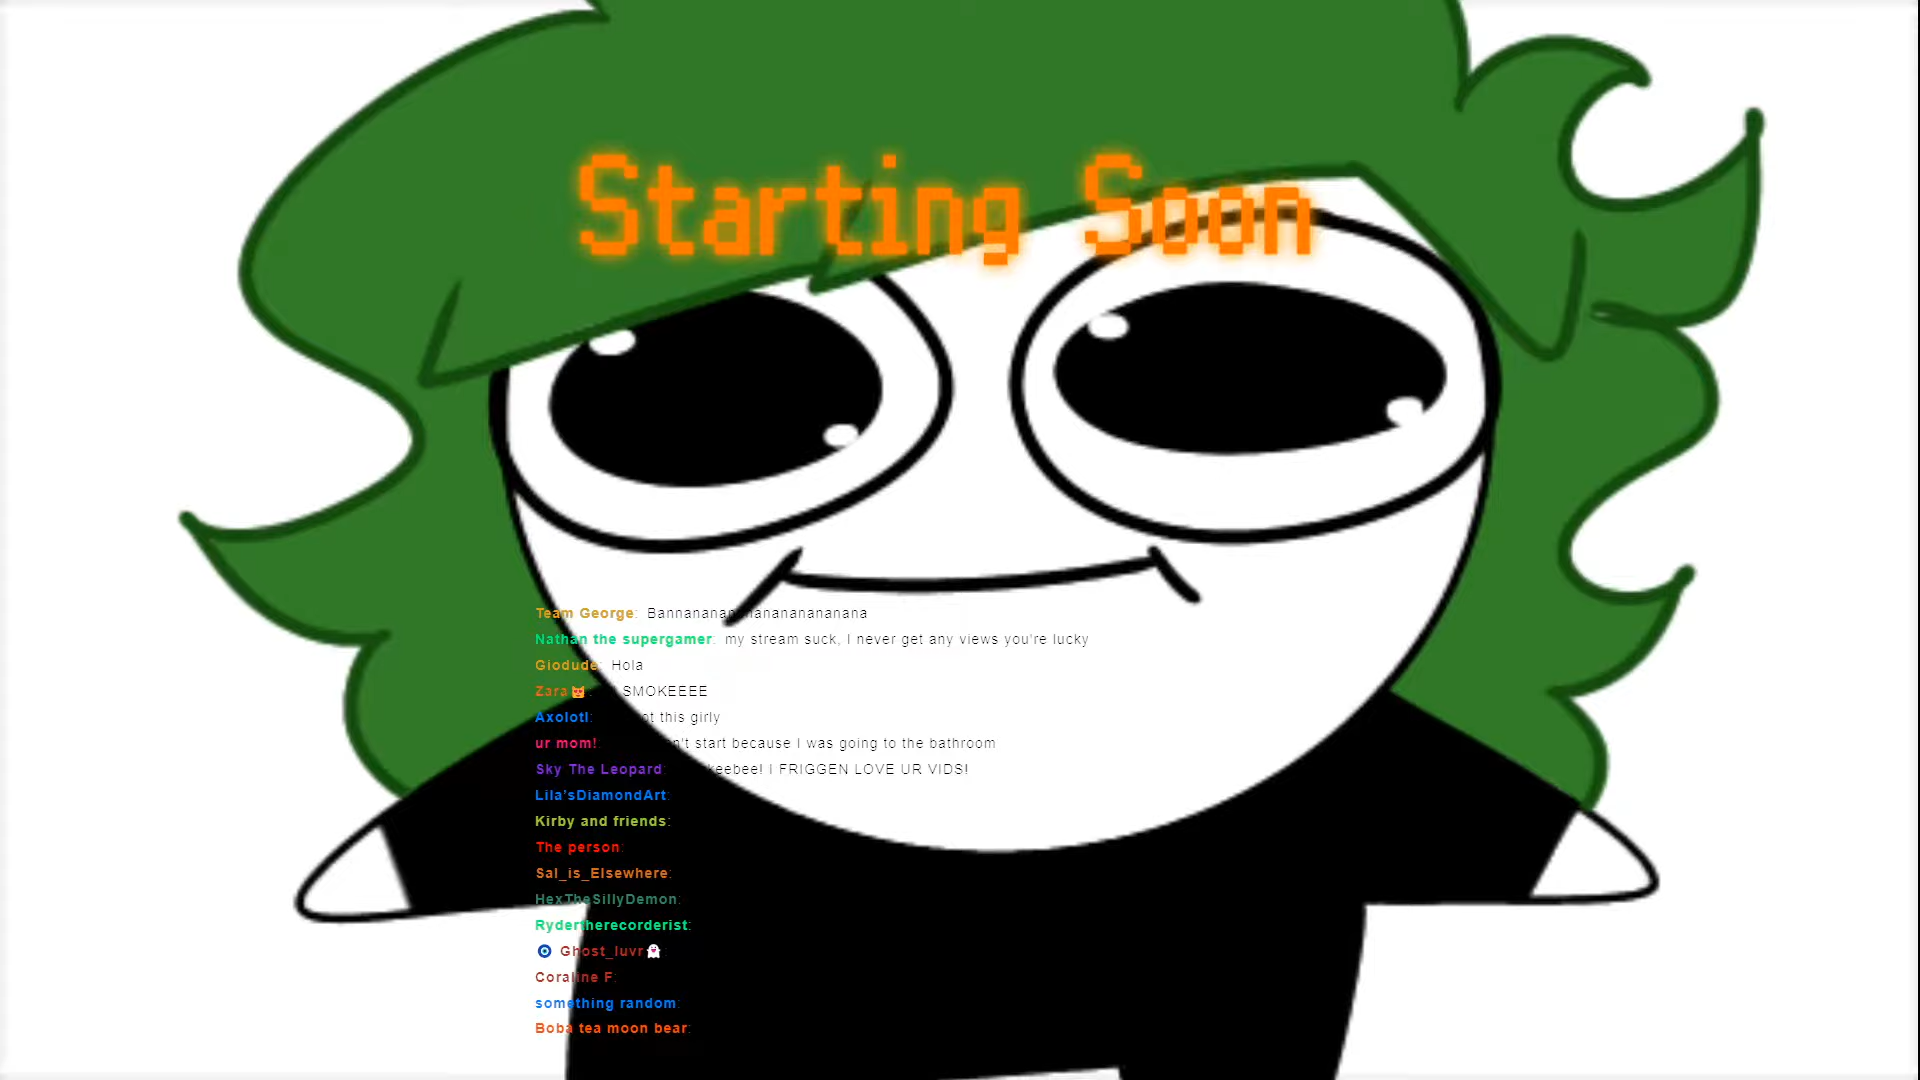 Starting Soon
Team George: Bannananananananananana
Nathan the supergamer: my stream suck, I never get any views you're lucky
Giodude: Hola
Zara😼: SMOKEEEE
Axolotl: this girly
ur mom!: start because I was going to the bathroom
Sky The Leopard: I FRIGGEN LOVE UR VIDS!
Lila'sDiamondArt:
Kirby and friends:
The person:
Sal_is_Elsewhere:
HexTheSillyDemon:
Rydertherecorderist:
🧿 Ghost_luvr👻:
Coraline F:
something random:
Boba tea moon bear: